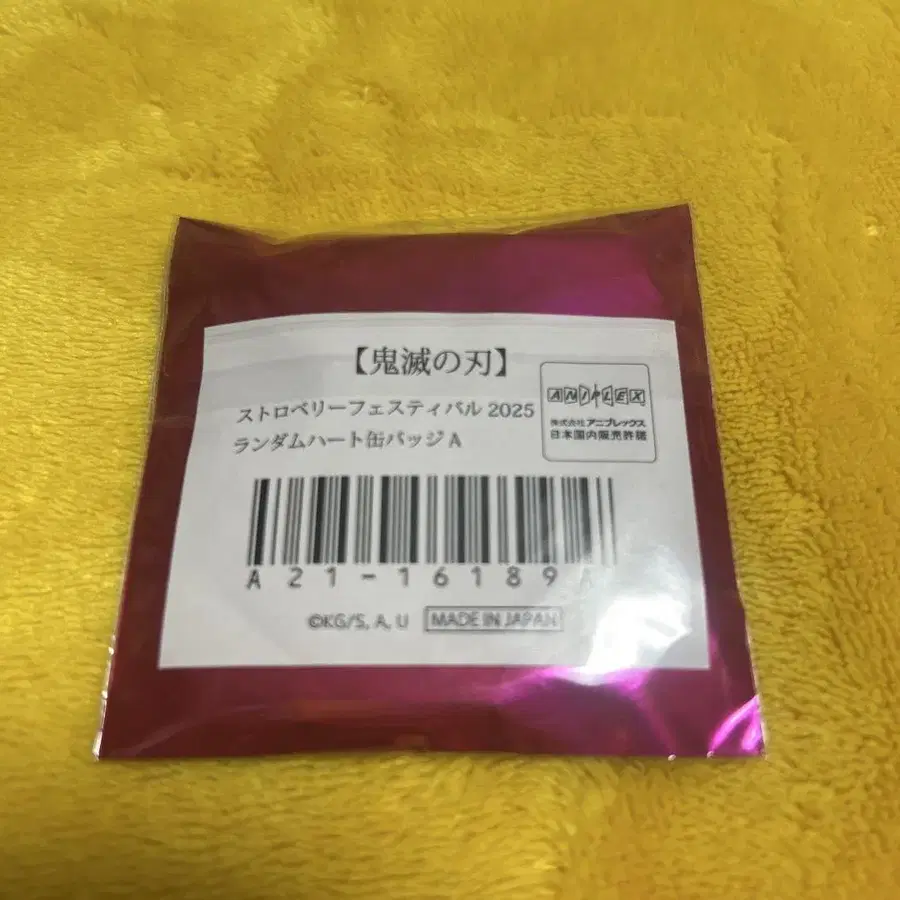 【鬼滅の刃】
ストロベリーフェスティバル 2025
ランダムハート缶バッジ A
ANIPLEX
株式会社 アニプレックス
日本国内販売許諾
A21-16189A
©KG/S, A, U
MADE IN JAPAN